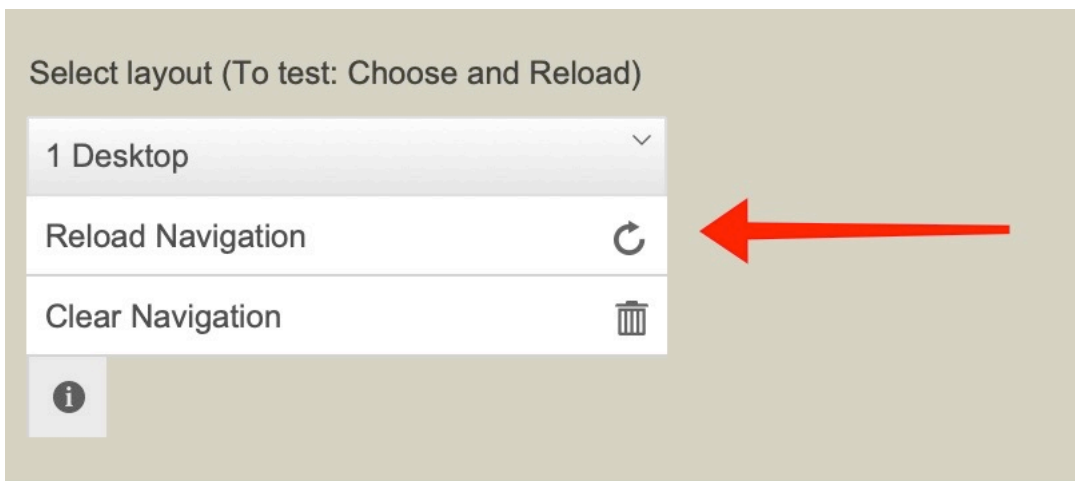 Select layout (To test: Choose and Reload)
1 Desktop
Reload Navigation
Clear Navigation